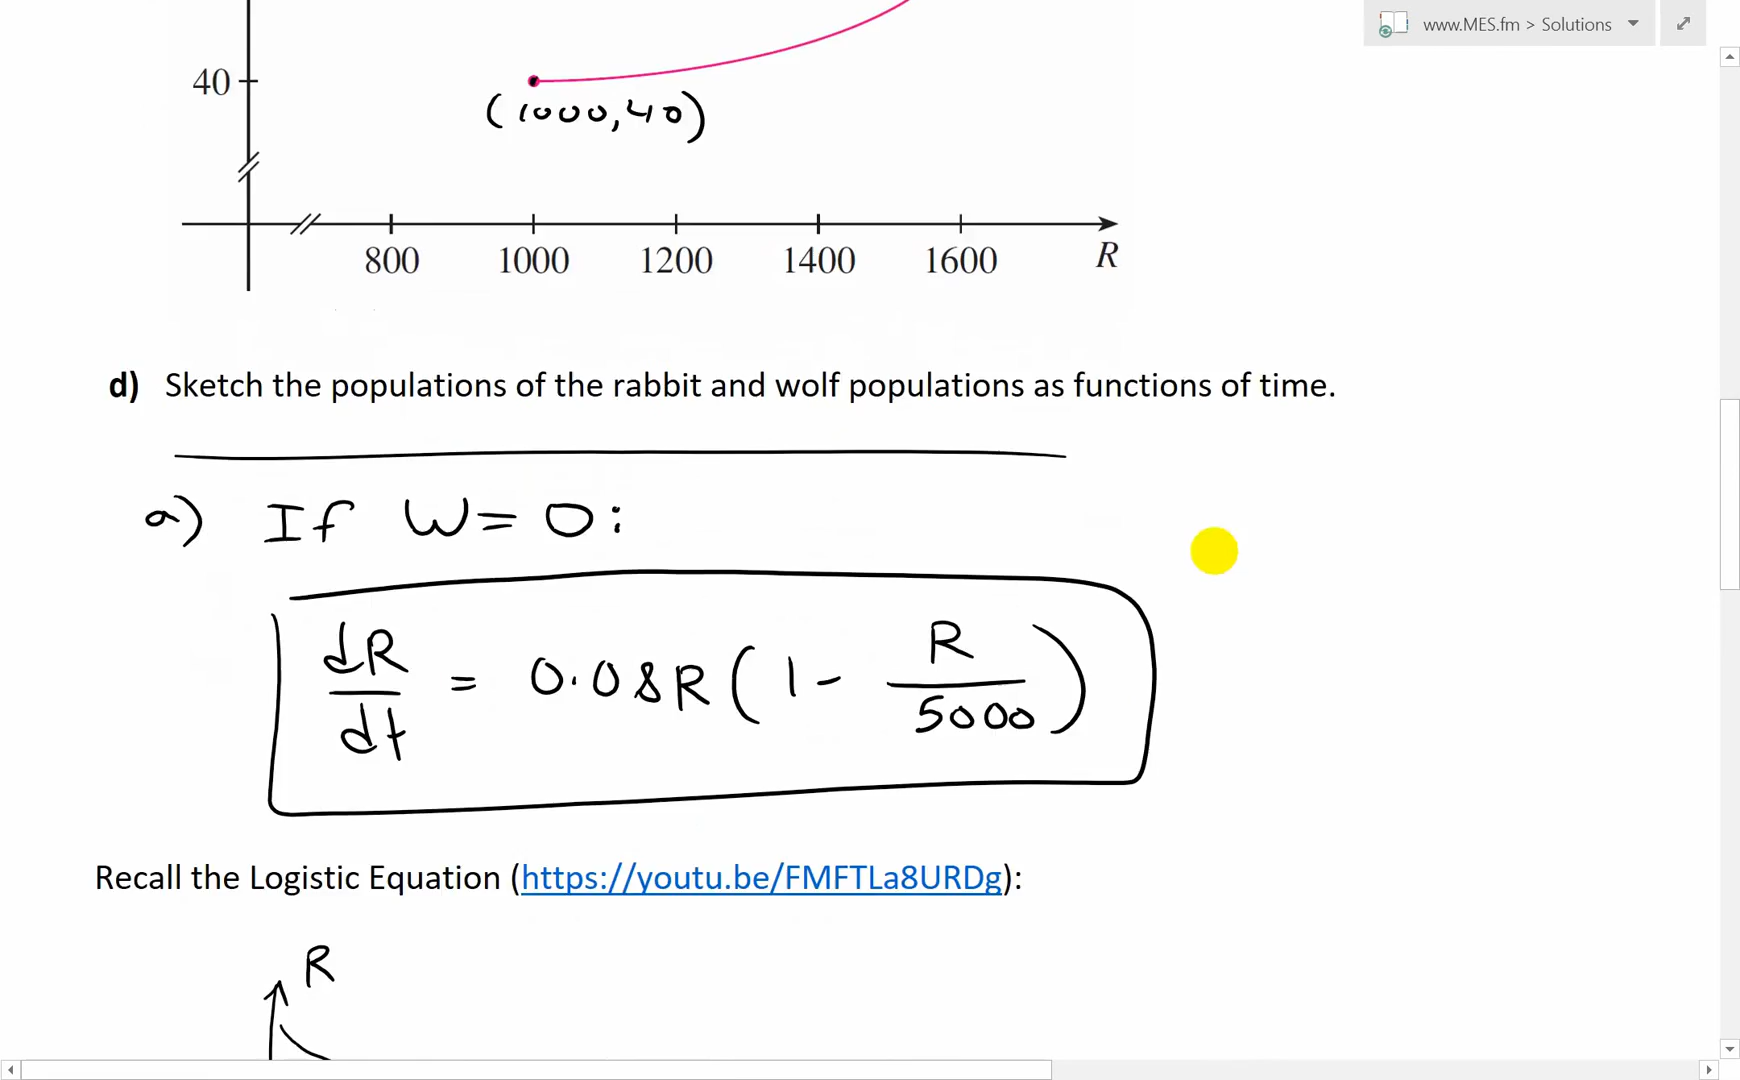 www.MES.fm > Solutions
40
(1000,40)
800 1000 1200 1400 1600 R
d) Sketch the populations of the rabbit and wolf populations as functions of time.
a) If W = 0:
dR/dt = 0.08R(1 - R/5000)
Recall the Logistic Equation (https://youtu.be/FMFTLa8URDg):
R